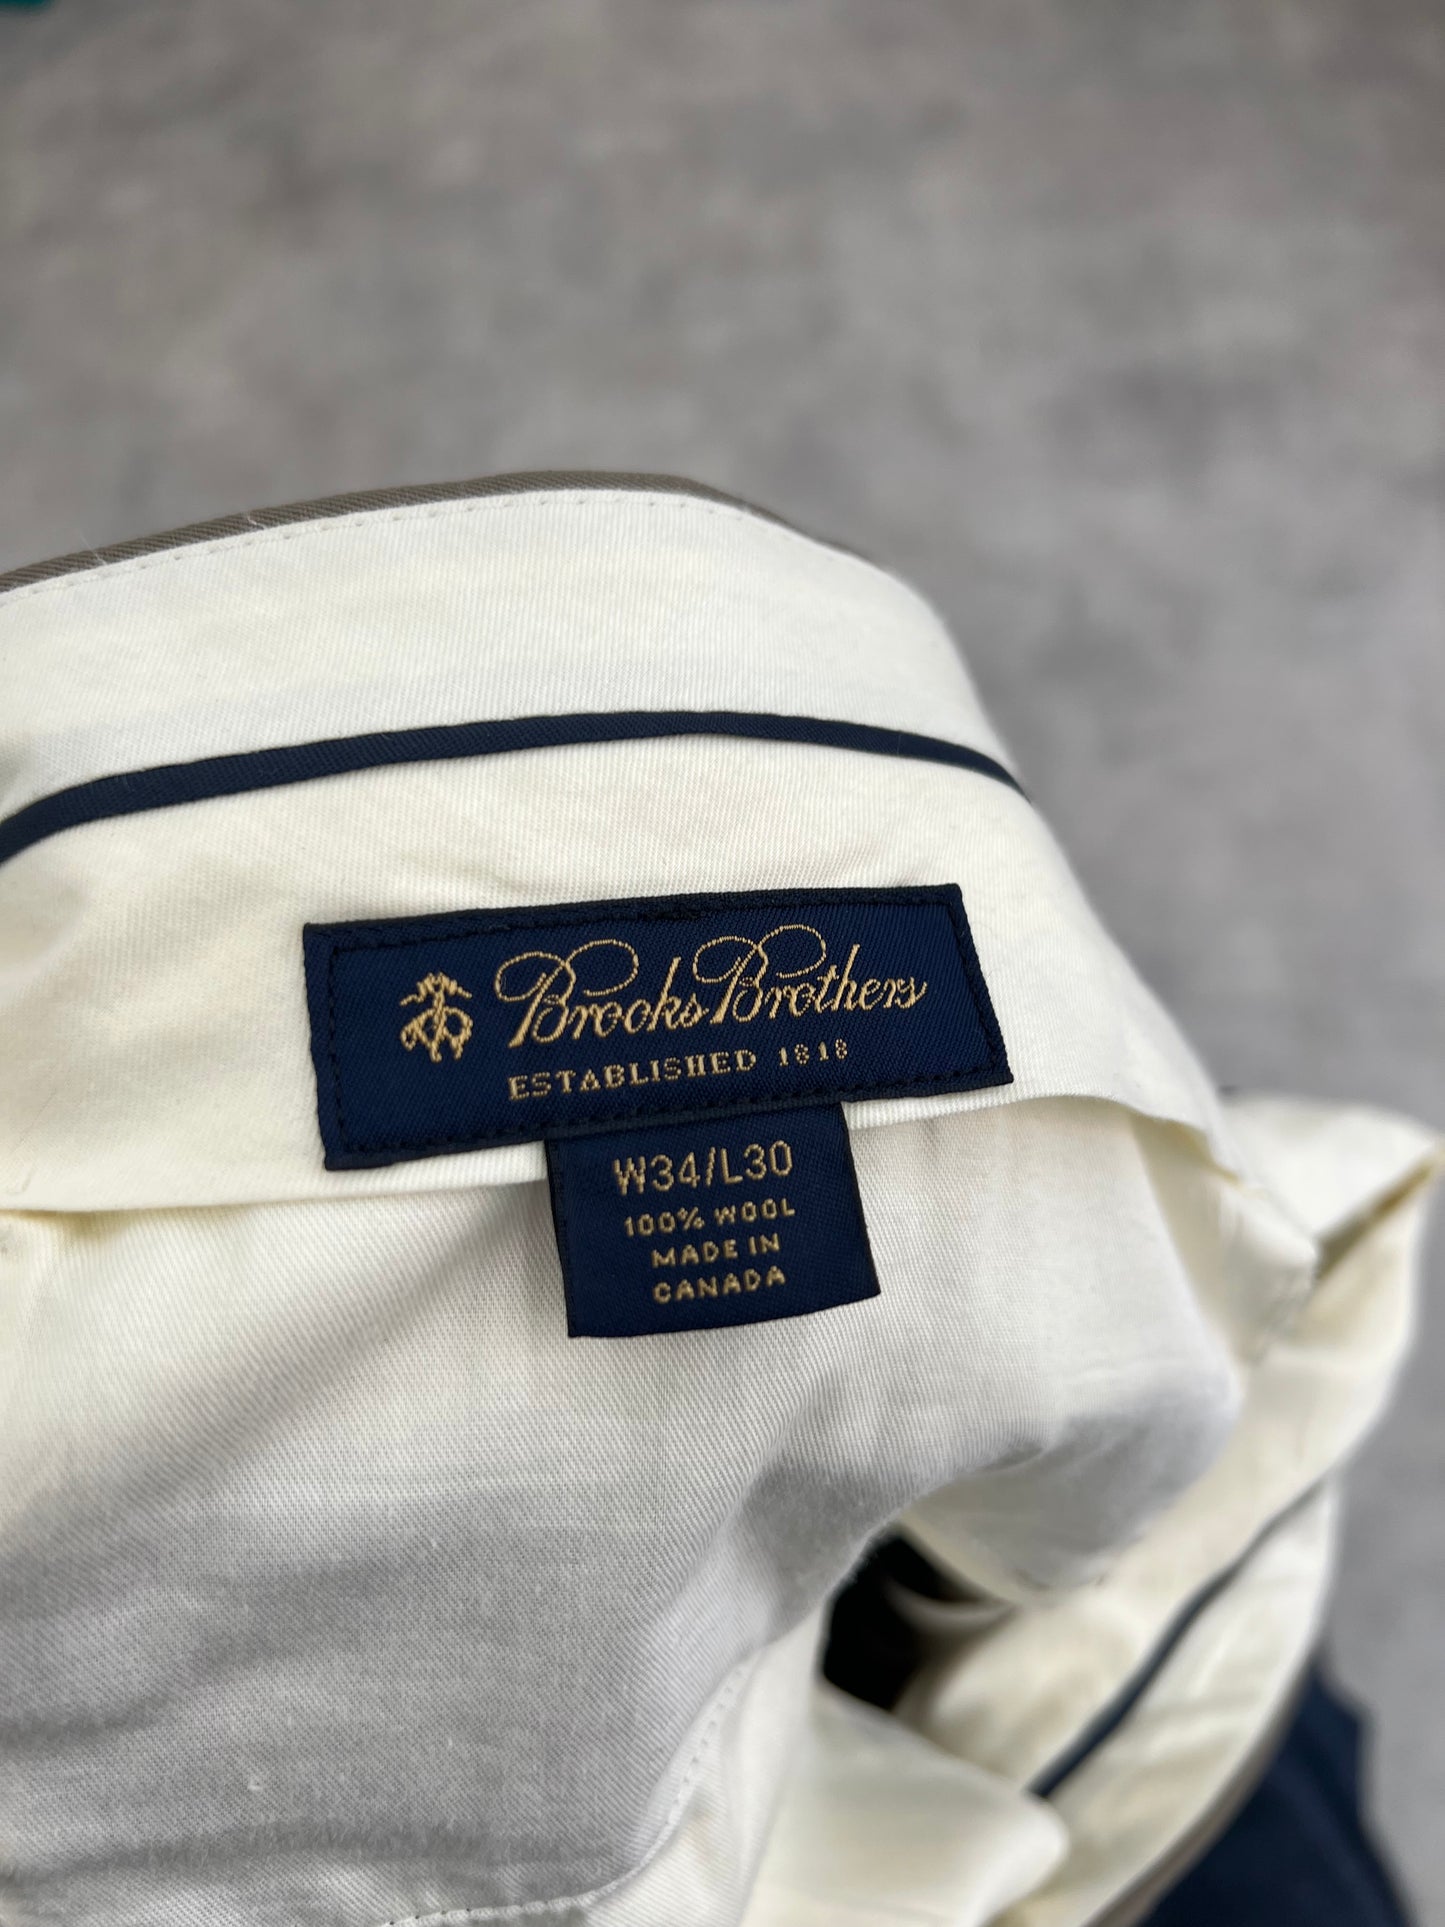 Brooks Brothers
ESTABLISHED 1818
W34/L30
100% WOOL
MADE IN
CANADA